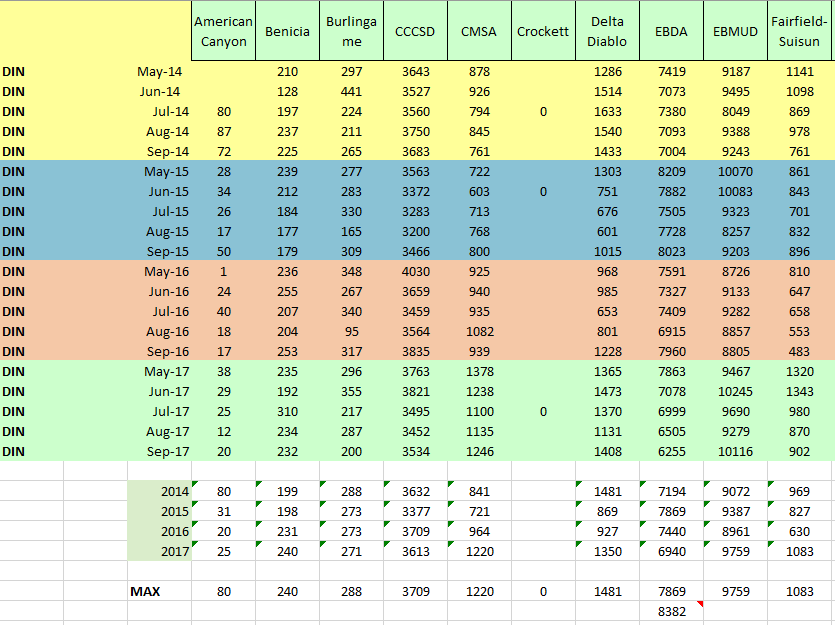 American Canyon Benicia Burlinga me CCCSD CMSA Crockett Delta Diablo EBDA EBMUD Fairfield-Suisun
DIN May-14 210 297 3643 878 1286 7419 9187 1141
DIN Jun-14 128 441 3527 926 1514 7073 9495 1098
DIN Jul-14 80 197 224 3560 794 0 1633 7380 8049 869
DIN Aug-14 87 237 211 3750 845 1540 7093 9388 978
DIN Sep-14 72 225 265 3683 761 1433 7004 9243 761
DIN May-15 28 239 277 3563 722 1303 8209 10070 861
DIN Jun-15 34 212 283 3372 603 0 751 7882 10083 843
DIN Jul-15 26 184 330 3283 713 676 7505 9323 701
DIN Aug-15 17 177 165 3200 768 601 7728 8257 832
DIN Sep-15 50 179 309 3466 800 1015 8023 9203 896
DIN May-16 1 236 348 4030 925 968 7591 8726 810
DIN Jun-16 24 255 267 3659 940 985 7327 9133 647
DIN Jul-16 40 207 340 3459 935 653 7409 9282 658
DIN Aug-16 18 204 95 3564 1082 801 6915 8857 553
DIN Sep-16 17 253 317 3835 939 1228 7960 8805 483
DIN May-17 38 235 296 3763 1378 1365 7863 9467 1320
DIN Jun-17 29 192 355 3821 1238 1473 7078 10245 1343
DIN Jul-17 25 310 217 3495 1100 0 1370 6999 9690 980
DIN Aug-17 12 234 287 3452 1135 1131 6505 9279 870
DIN Sep-17 20 232 200 3534 1246 1408 6255 10116 902
2014 80 199 288 3632 841 1481 7194 9072 969
2015 31 198 273 3377 721 869 7869 9387 827
2016 20 231 273 3709 964 927 7440 8961 630
2017 25 240 271 3613 1220 1350 6940 9759 1083
MAX 80 240 288 3709 1220 0 1481 7869 9759 1083
8382